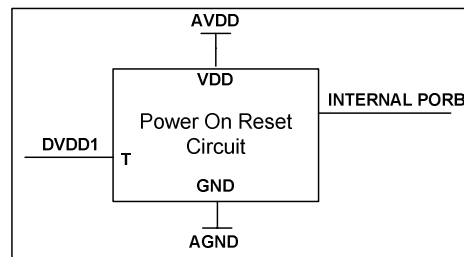 AVDD
VDD
INTERNAL PORB
Power On Reset
Circuit
DVDD1
T
GND
AGND